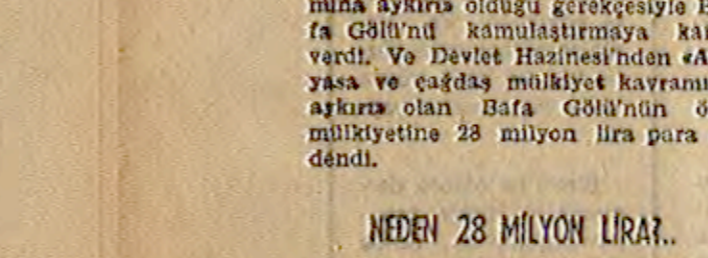 mına aykırı» olduğu gerekçesiyle B
fa Gölü'nü kamulaştırmaya ka
verdi. Ve Devlet Hazinesi'nden «A
yasa ve çağdaş mülkiyet kavramı
aykırı» olan Bafa Gölü'nün ö
mülkiyetine 28 milyon lira para
dendi.
NEDEN 28 MİLYON LİRA?..